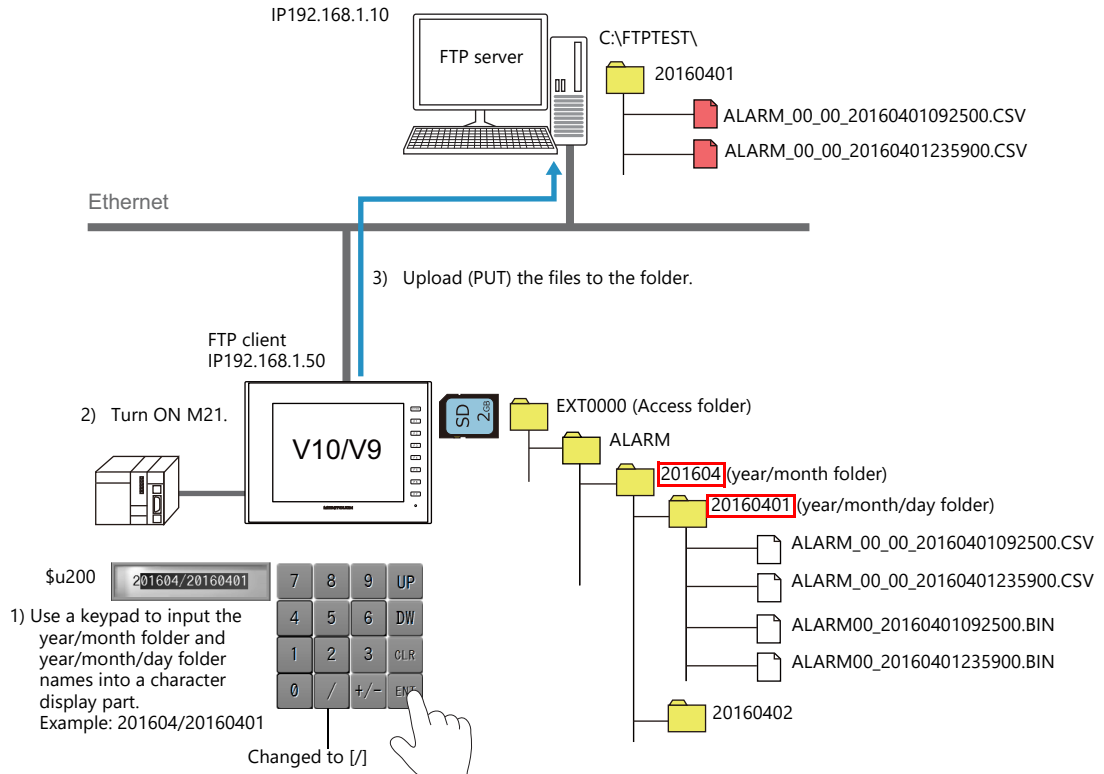 IP192.168.1.10
FTP server
C:\FTPTEST\
20160401
ALARM_00_00_20160401092500.CSV
ALARM_00_00_20160401235900.CSV
Ethernet
3) Upload (PUT) the files to the folder.
FTP client
IP192.168.1.50
2) Turn ON M21.
V10/V9
SD
2GB
EXT0000 (Access folder)
ALARM
201604 (year/month folder)
20160401 (year/month/day folder)
ALARM_00_00_20160401092500.CSV
ALARM_00_00_20160401235900.CSV
ALARM00_20160401092500.BIN
ALARM00_20160401235900.BIN
20160402
$u200
201604/20160401
7 8 9 UP
4 5 6 DW
1 2 3 CLR
0 / +/- ENT
1) Use a keypad to input the
year/month folder and
year/month/day folder
names into a character
display part.
Example: 201604/20160401
Changed to [/]